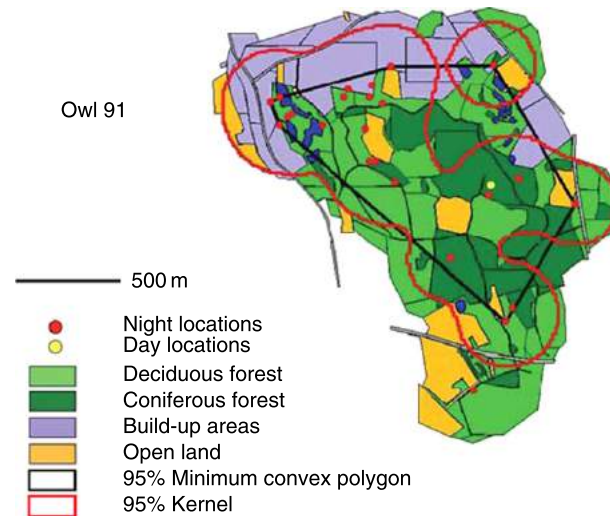 Owl 91
500 m
Night locations
Day locations
Deciduous forest
Coniferous forest
Build-up areas
Open land
95% Minimum convex polygon
95% Kernel